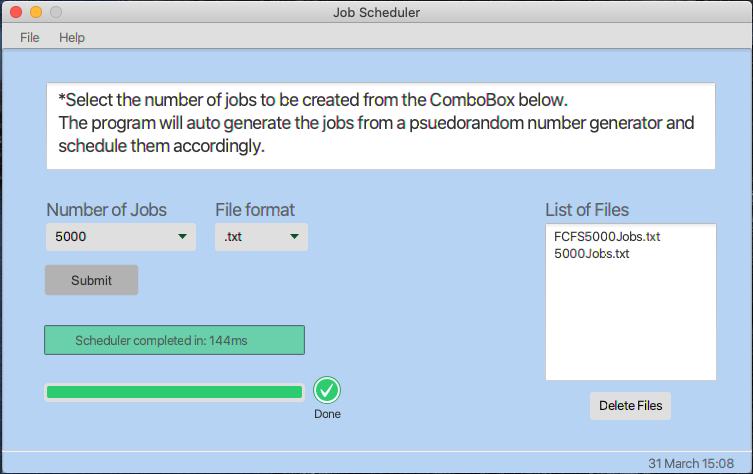 Job Scheduler
File Help
*Select the number of jobs to be created from the ComboBox below.
The program will auto generate the jobs from a psuedorandom number generator and
schedule them accordingly.
Number of Jobs
File format
List of Files
5000
.txt
FCFS5000Jobs.txt
5000Jobs.txt
Submit
Scheduler completed in: 144ms
Done
Delete Files
31 March 15:08